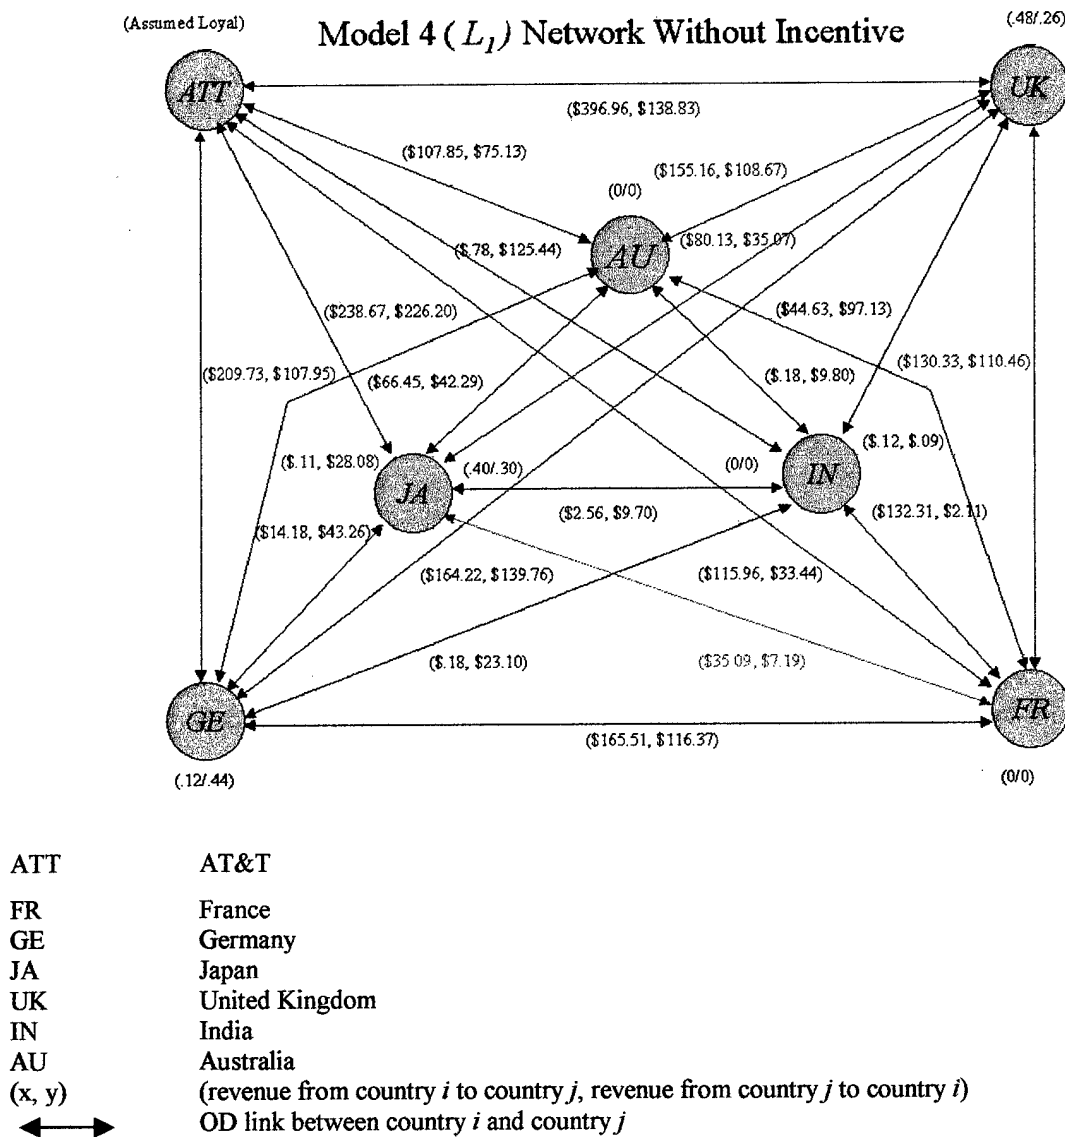 (Assumed Loyal)
Model 4 (L1) Network Without Incentive
(.48/.26)
ATT
UK
($396.96, $138.83)
($107.85, $75.13)
($155.16, $108.67)
(0/0)
($.78, $125.44)
AU
($80.13, $35.07)
($238.67, $226.20)
($44.63, $97.13)
($209.73, $107.95)
($66.45, $42.29)
($.18, $9.80)
($130.33, $110.46)
($.11, $28.08)
(.40/.30)
(0/0)
($.12, $.09)
JA
IN
($2.56, $9.70)
($14.18, $43.26)
($132.31, $2.11)
($164.22, $139.76)
($115.96, $33.44)
($.18, $23.10)
($35.09, $7.19)
GE
FR
($165.51, $116.37)
(.12/.44)
(0/0)
ATT AT&T
FR France
GE Germany
JA Japan
UK United Kingdom
IN India
AU Australia
(x, y) (revenue from country i to country j, revenue from country j to country i)
OD link between country i and country j